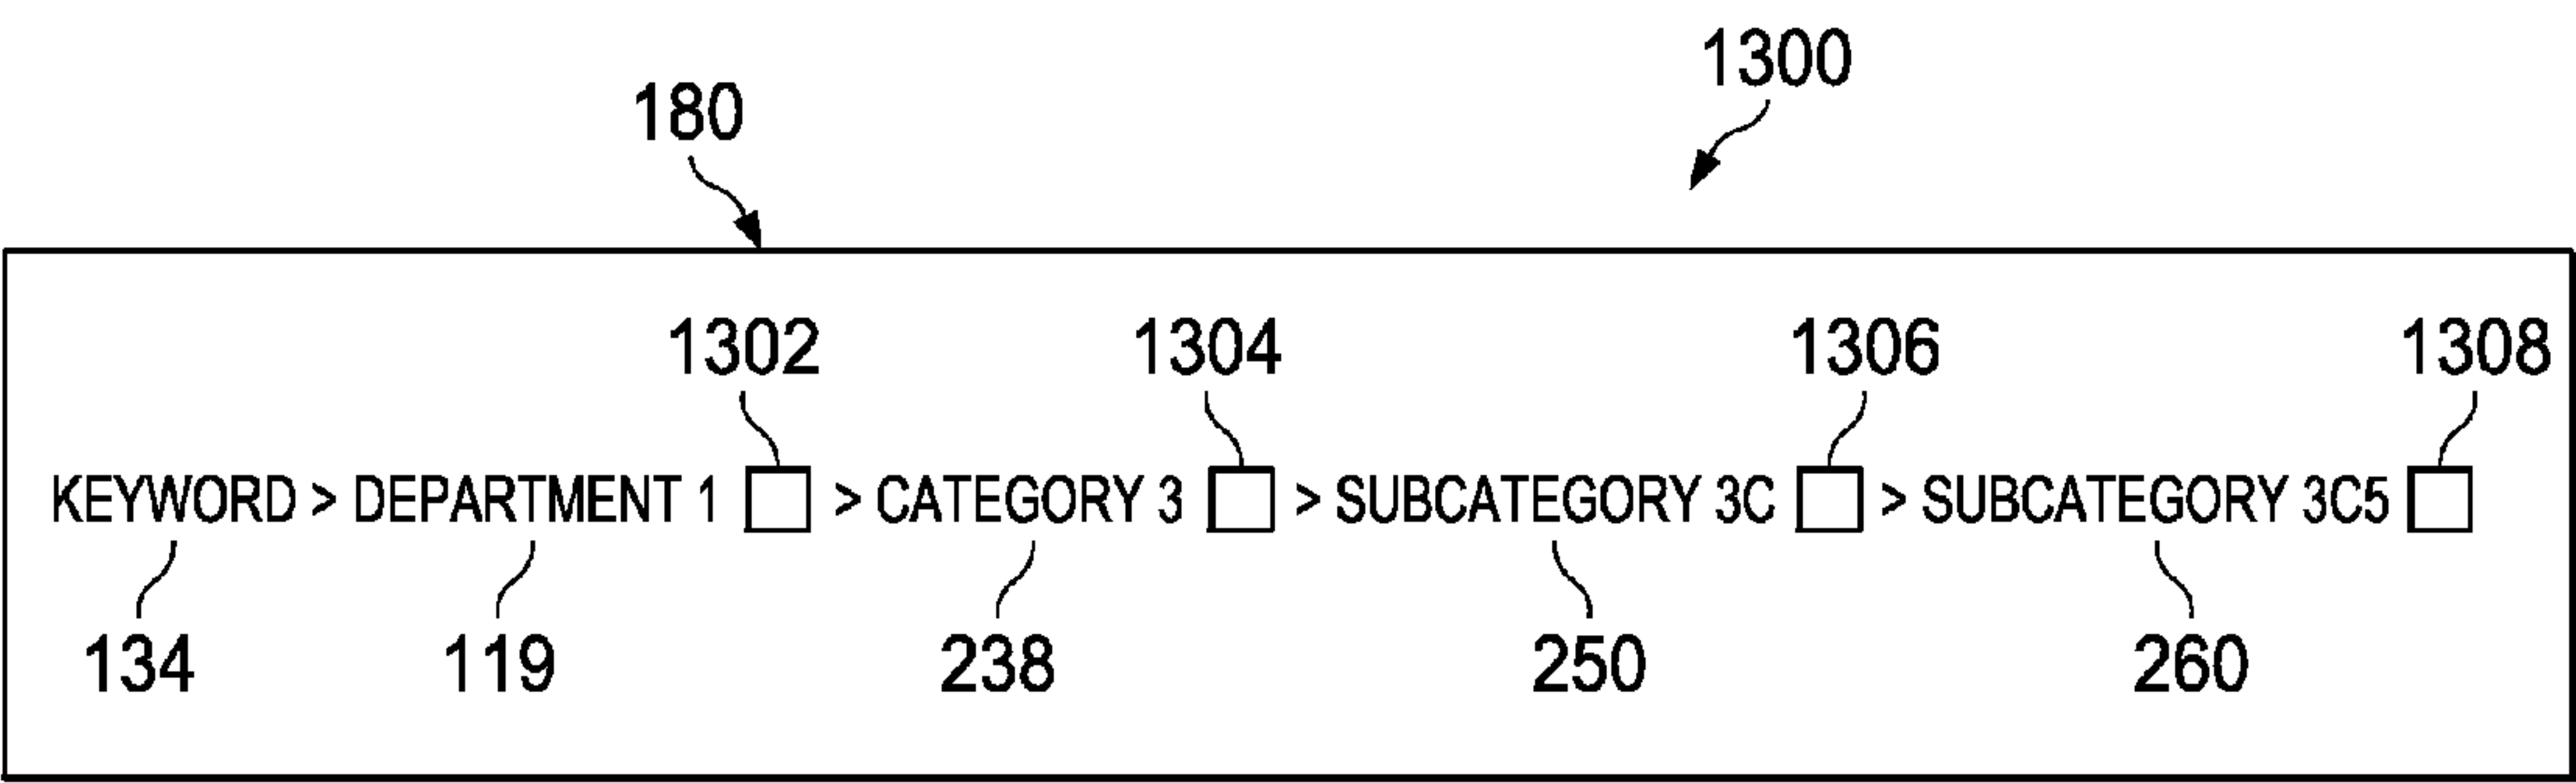 1300
180
1302 1304 1306 1308
KEYWORD > DEPARTMENT 1 > CATEGORY 3 > SUBCATEGORY 3C > SUBCATEGORY 3C5
134 119 238 250 260